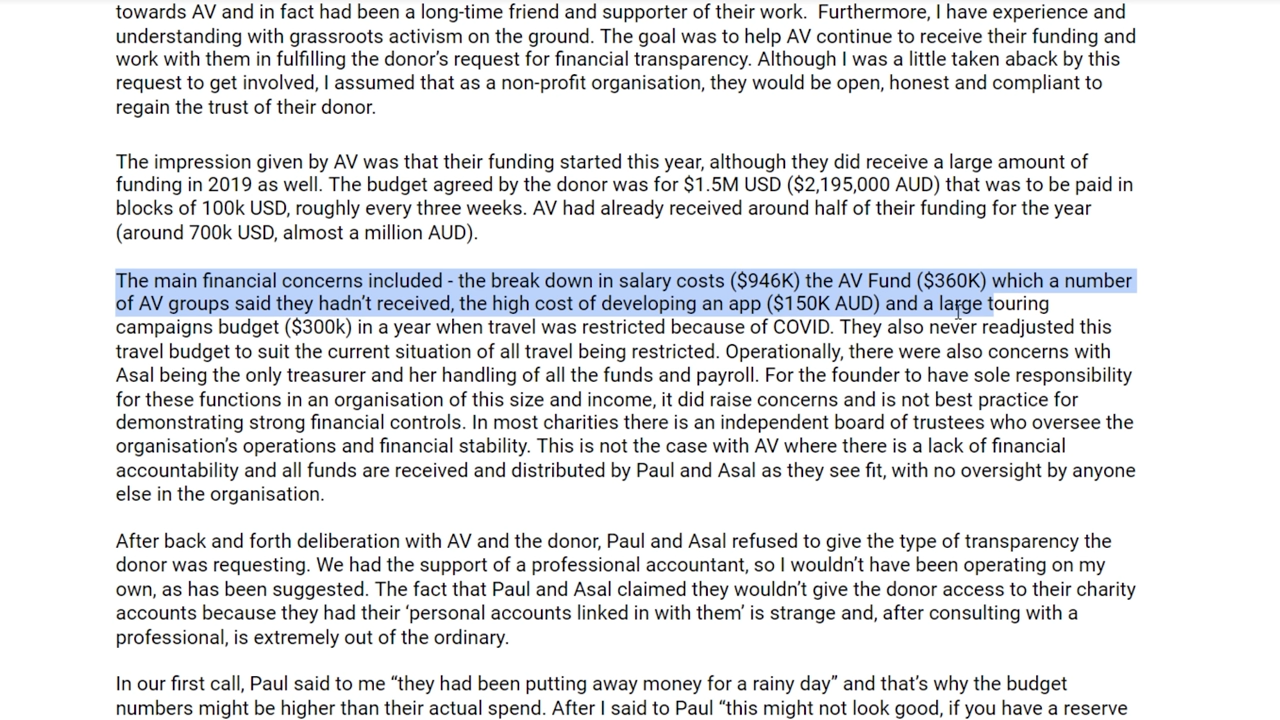 towards AV and in fact had been a long-time friend and supporter of their work.  Furthermore, I have experience and
understanding with grassroots activism on the ground. The goal was to help AV continue to receive their funding and
work with them in fulfilling the donor’s request for financial transparency. Although I was a little taken aback by this
request to get involved, I assumed that as a non-profit organisation, they would be open, honest and compliant to
regain the trust of their donor.
The impression given by AV was that their funding started this year, although they did receive a large amount of
funding in 2019 as well. The budget agreed by the donor was for $1.5M USD ($2,195,000 AUD) that was to be paid in
blocks of 100k USD, roughly every three weeks. AV had already received around half of their funding for the year
(around 700k USD, almost a million AUD).
The main financial concerns included - the break down in salary costs ($946K) the AV Fund ($360K) which a number
of AV groups said they hadn’t received, the high cost of developing an app ($150K AUD) and a large touring
campaigns budget ($300k) in a year when travel was restricted because of COVID. They also never readjusted this
travel budget to suit the current situation of all travel being restricted. Operationally, there were also concerns with
Asal being the only treasurer and her handling of all the funds and payroll. For the founder to have sole responsibility
for these functions in an organisation of this size and income, it did raise concerns and is not best practice for
demonstrating strong financial controls. In most charities there is an independent board of trustees who oversee the
organisation’s operations and financial stability. This is not the case with AV where there is a lack of financial
accountability and all funds are received and distributed by Paul and Asal as they see fit, with no oversight by anyone
else in the organisation.
After back and forth deliberation with AV and the donor, Paul and Asal refused to give the type of transparency the
donor was requesting. We had the support of a professional accountant, so I wouldn’t have been operating on my
own, as has been suggested. The fact that Paul and Asal claimed they wouldn’t give the donor access to their charity
accounts because they had their ‘personal accounts linked in with them’ is strange and, after consulting with a
professional, is extremely out of the ordinary.
In our first call, Paul said to me “they had been putting away money for a rainy day” and that’s why the budget
numbers might be higher than their actual spend. After I said to Paul “this might not look good, if you have a reserve